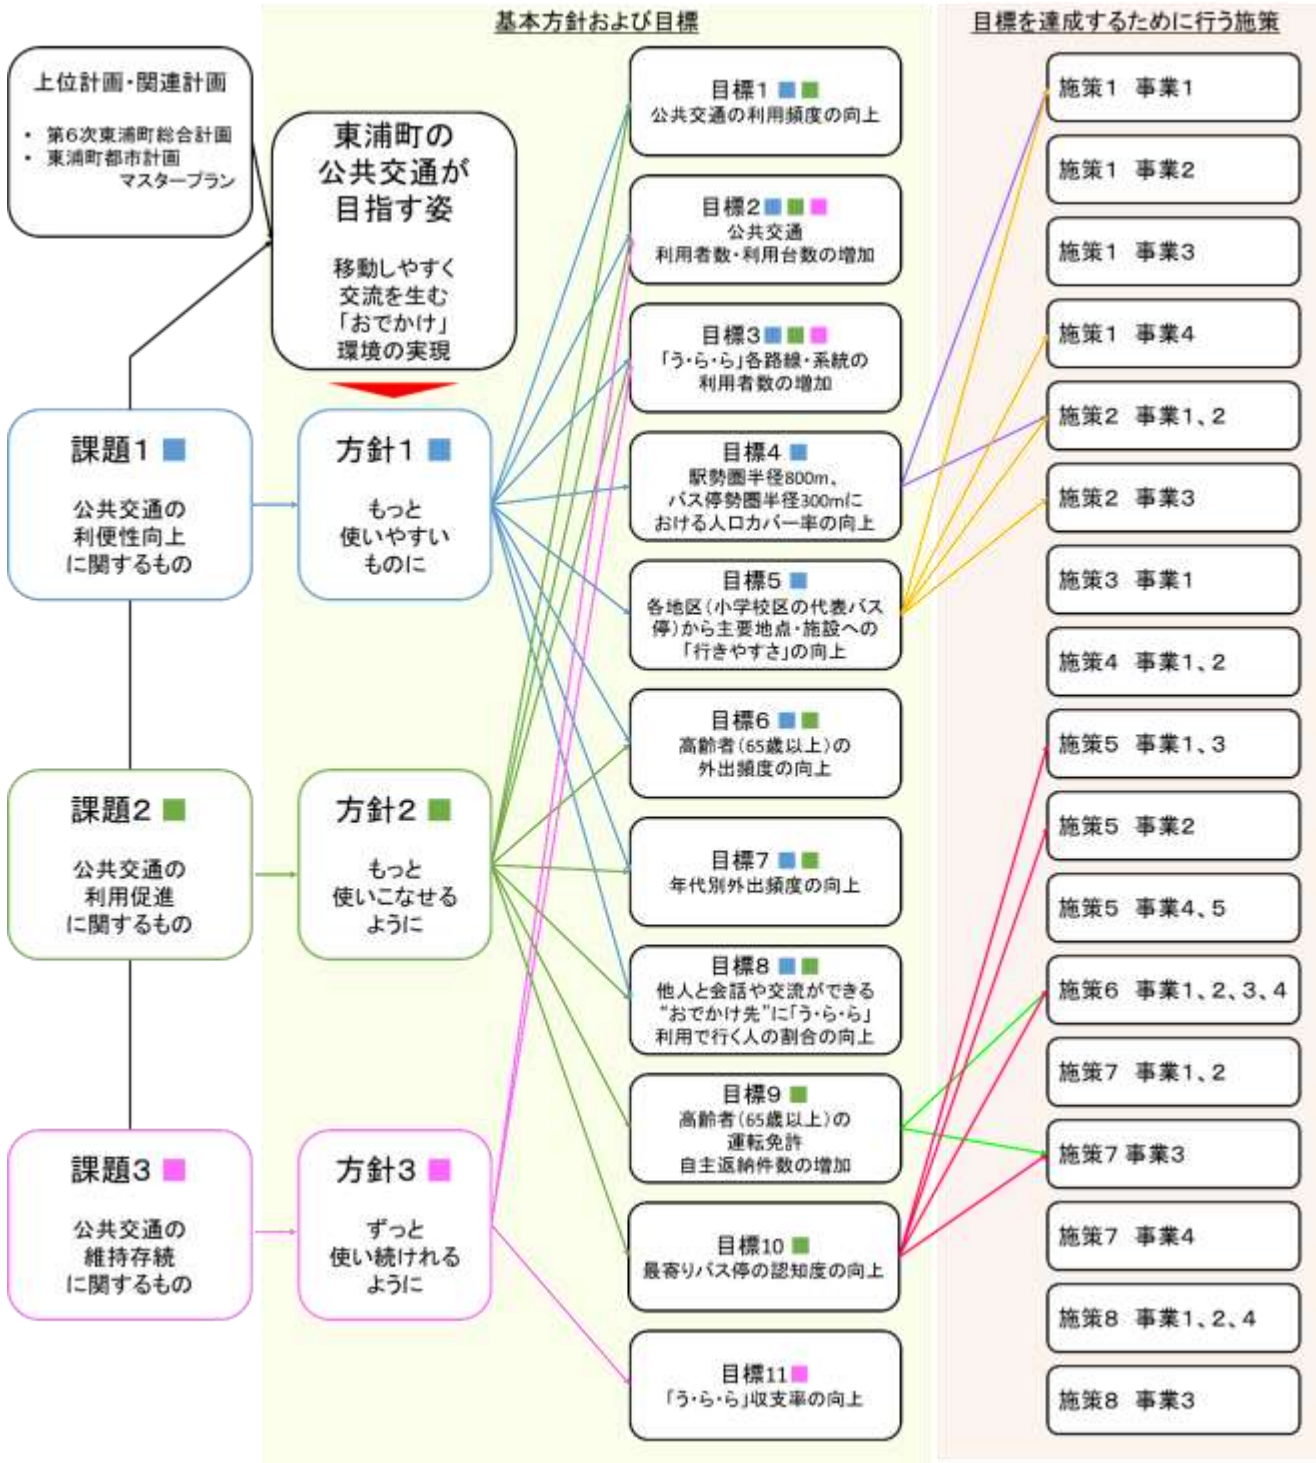 基本方針および目標
目標を達成するために行う施策
上位計画・関連計画
・ 第6次東浦町総合計画
・ 東浦町都市計画
マスタープラン
東浦町の
公共交通が
目指す姿
移動しやすく
交流を生む
「おでかけ」
環境の実現
課題1
公共交通の
利便性向上
に関するもの
課題2
公共交通の
利用促進
に関するもの
課題3
公共交通の
維持存続
に関するもの
方針1
もっと
使いやすい
ものに
方針2
もっと
使いこなせる
ように
方針3
ずっと
使い続けれる
ように
目標1
公共交通の利用頻度の向上
目標2
公共交通
利用者数・利用台数の増加
目標3
「う・ら・ら」各路線・系統の
利用者数の増加
目標4
駅勢圏半径800m、
バス停勢圏半径300mに
おける人口カバー率の向上
目標5
各地区(小学校区の代表バス
停)から主要地点・施設への
「行きやすさ」の向上
目標6
高齢者(65歳以上)の
外出頻度の向上
目標7
年代別外出頻度の向上
目標8
他人と会話や交流ができる
“おでかけ先”に「う・ら・ら」
利用で行く人の割合の向上
目標9
高齢者(65歳以上)の
運転免許
自主返納件数の増加
目標10
最寄りバス停の認知度の向上
目標11
「う・ら・ら」収支率の向上
施策1 事業1
施策1 事業2
施策1 事業3
施策1 事業4
施策2 事業1、2
施策2 事業3
施策3 事業1
施策4 事業1、2
施策5 事業1、3
施策5 事業2
施策5 事業4、5
施策6 事業1、2、3、4
施策7 事業1、2
施策7 事業3
施策7 事業4
施策8 事業1、2、4
施策8 事業3